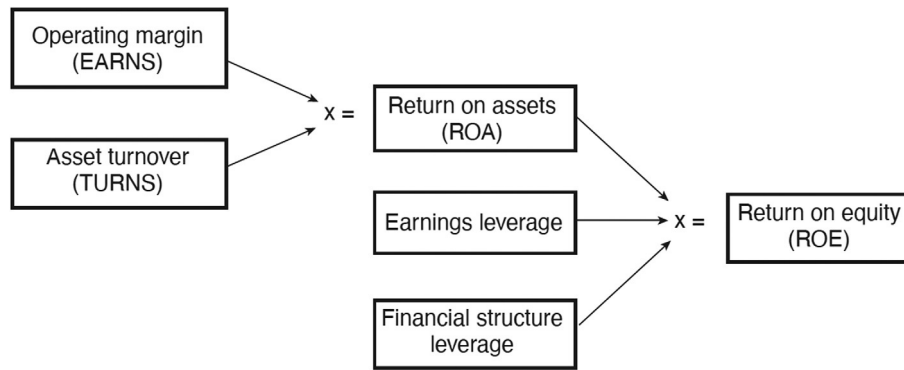 Operating margin
(EARNS)
Asset turnover
(TURNS)
x =
Return on assets
(ROA)
Earnings leverage
Financial structure
leverage
x =
Return on equity
(ROE)